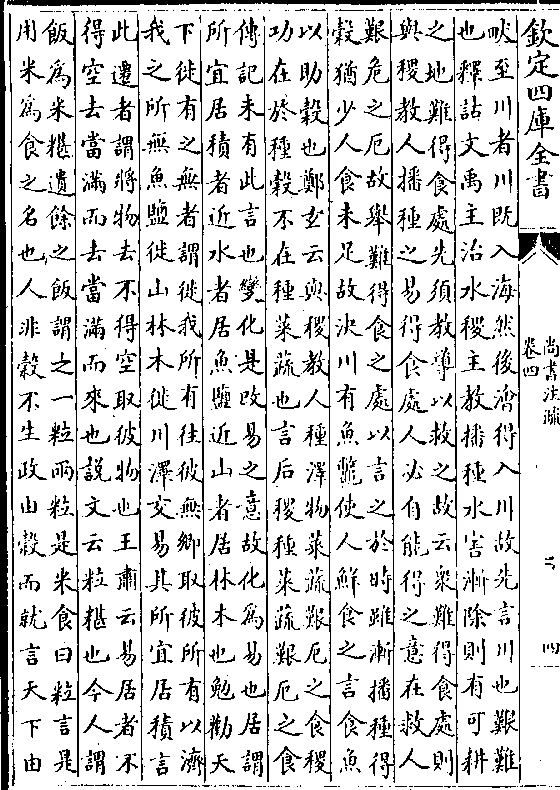 欽定四庫全書
尚書注疏
卷四
四
畎至川者川既入海然後澮得入川故先言川也艱難
也釋詁文禹主治水稷主教播種水害漸除則有可耕
之地難得食處先須教導以救之故云衆難得食處則
與稷教人播種之易得食處人必自能得之意在救人
艱危之厄故舉難得食之處以言之於時雖漸播種得
穀猶少人食未足故決川有魚鼈使人鮮食之言食魚
以助穀也鄭玄云與稷教人種澤物菜蔬艱厄之食稷
功在於種穀不在種菜蔬也言后稷種菜蔬艱厄之食
傳記未有此言也變化是改易之意故化為易也居謂
所宜居積者近水者居魚鹽近山者居林木也勉勸天
下徙有之無者謂徙我所有往彼無鄉取彼所有以濟
我之所無魚鹽徙山林木徙川澤交易其所宜居積言
此遷者謂將物去不得空取彼物也王肅云易居者不
得空去當滿而去當滿而來也說文云粒糂也今人謂
飯為米糂遺餘之飯謂之一粒兩粒是米食曰粒言是
用米為食之名也人非穀不生政由穀而就言天下由